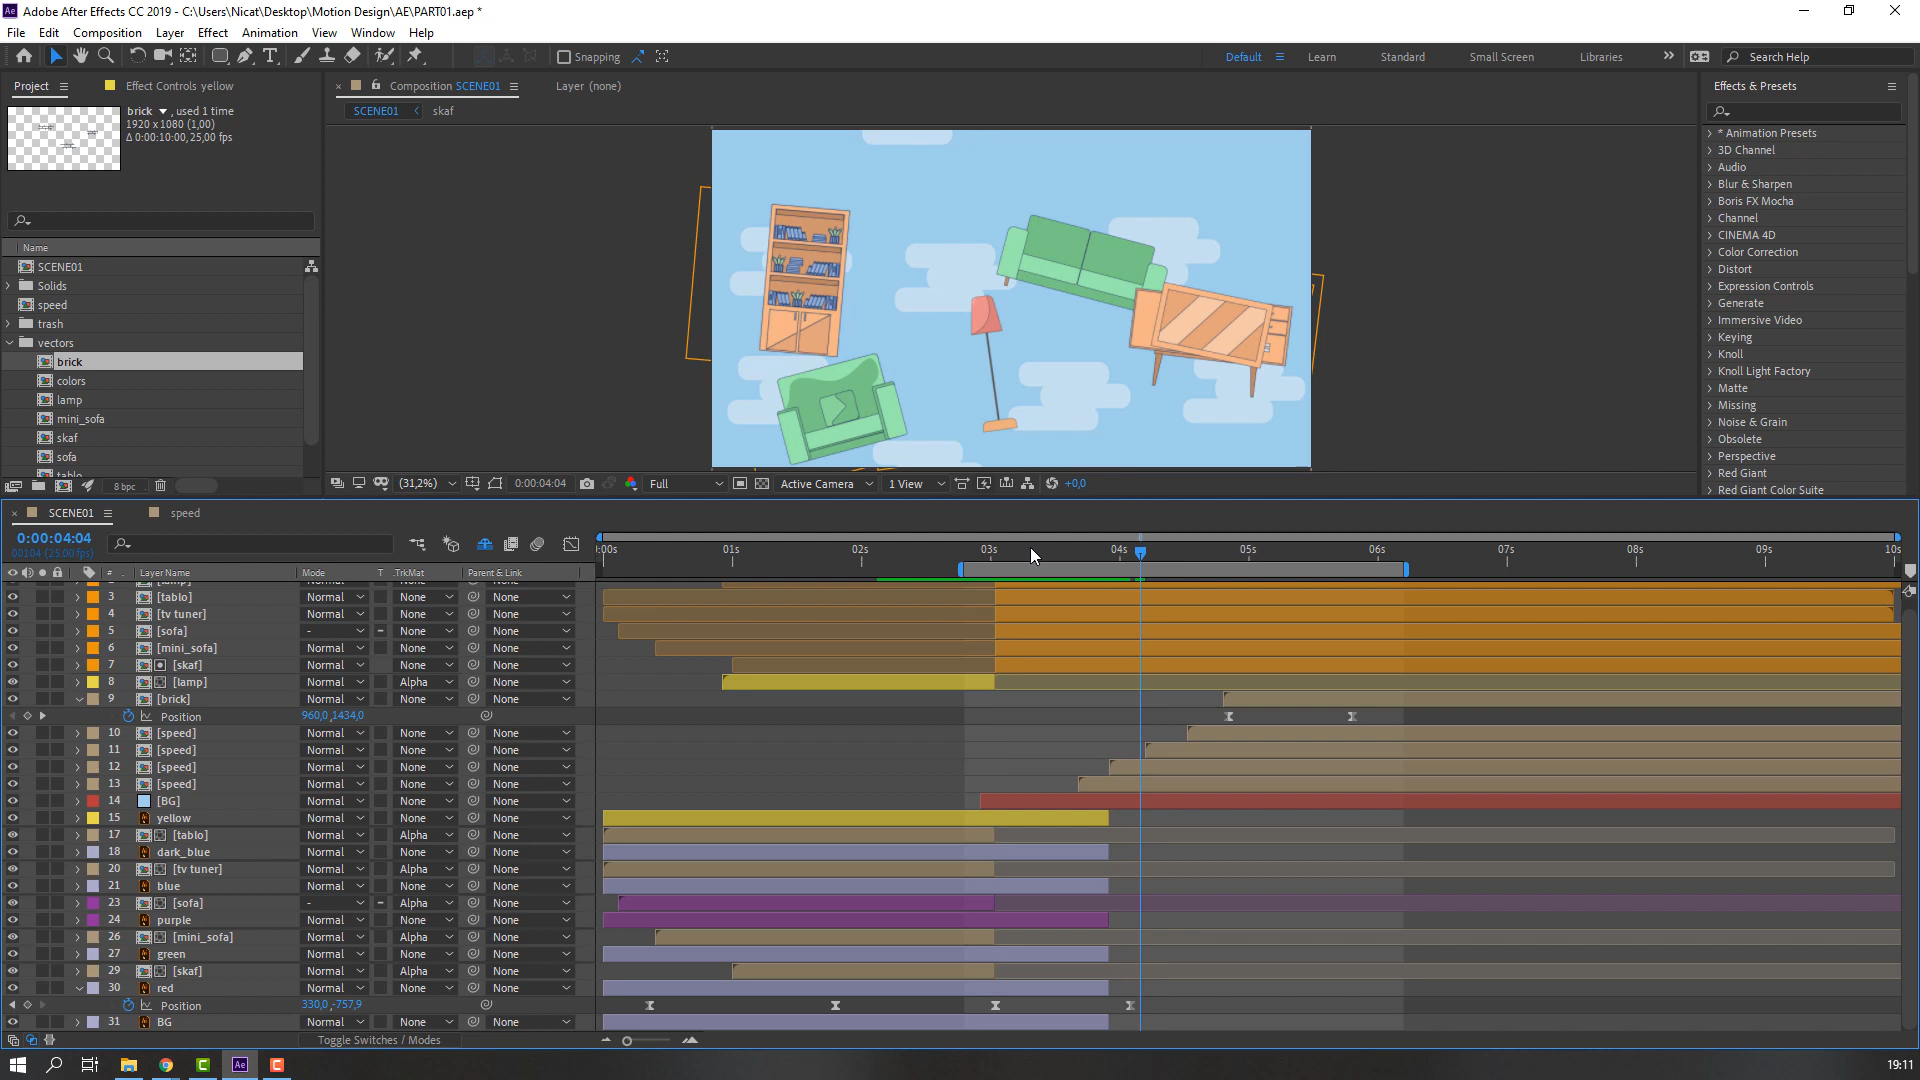 Adobe After Effects CC 2019 - C:\Users\Nicat\Desktop\Motion Design\AE\PART01.aep *
File Edit Composition Layer Effect Animation View Window Help
Snapping
Default Learn Standard Small Screen Libraries Search Help
Project Effect Controls yellow
brick , used 1 time
1920 x 1080 (1,00)
Δ 0:00:10:00, 25,00 fps
Name
SCENE01
Solids
speed
trash
vectors
brick
colors
lamp
mini_sofa
skaf
sofa
8 bpc
Composition SCENE01 Layer (none)
SCENE01 skaf
(31,2%) 0:00:04:04 Full Active Camera 1 View +0,0
Effects & Presets
* Animation Presets
3D Channel
Audio
Blur & Sharpen
Boris FX Mocha
Channel
CINEMA 4D
Color Correction
Distort
Expression Controls
Generate
Immersive Video
Keying
Knoll
Knoll Light Factory
Matte
Missing
Noise & Grain
Obsolete
Perspective
Red Giant
Red Giant Color Suite
SCENE01 speed
0:00:04:04
00104 (25.00 fps)
:00s 01s 02s 03s 04s 05s 06s 07s 08s 09s 10s
# Layer Name Mode T .TrkMat Parent & Link
3 [tablo] Normal None None
4 [tv tuner] Normal None None
5 [sofa] - None None
6 [mini_sofa] Normal None None
7 [skaf] Normal None None
8 [lamp] Normal Alpha None
9 [brick] Normal None None
Position 960,0 ,1434,0
10 [speed] Normal None None
11 [speed] Normal None None
12 [speed] Normal None None
13 [speed] Normal None None
14 [BG] Normal None None
15 yellow Normal None None
17 [tablo] Normal Alpha None
18 dark_blue Normal None None
20 [tv tuner] Normal Alpha None
21 blue Normal None None
23 [sofa] - Alpha None
24 purple Normal None None
26 [mini_sofa] Normal Alpha None
27 green Normal None None
29 [skaf] Normal Alpha None
30 red Normal None None
Position 330,0 ,-757,9
31 BG Normal None None
Toggle Switches / Modes
19:11